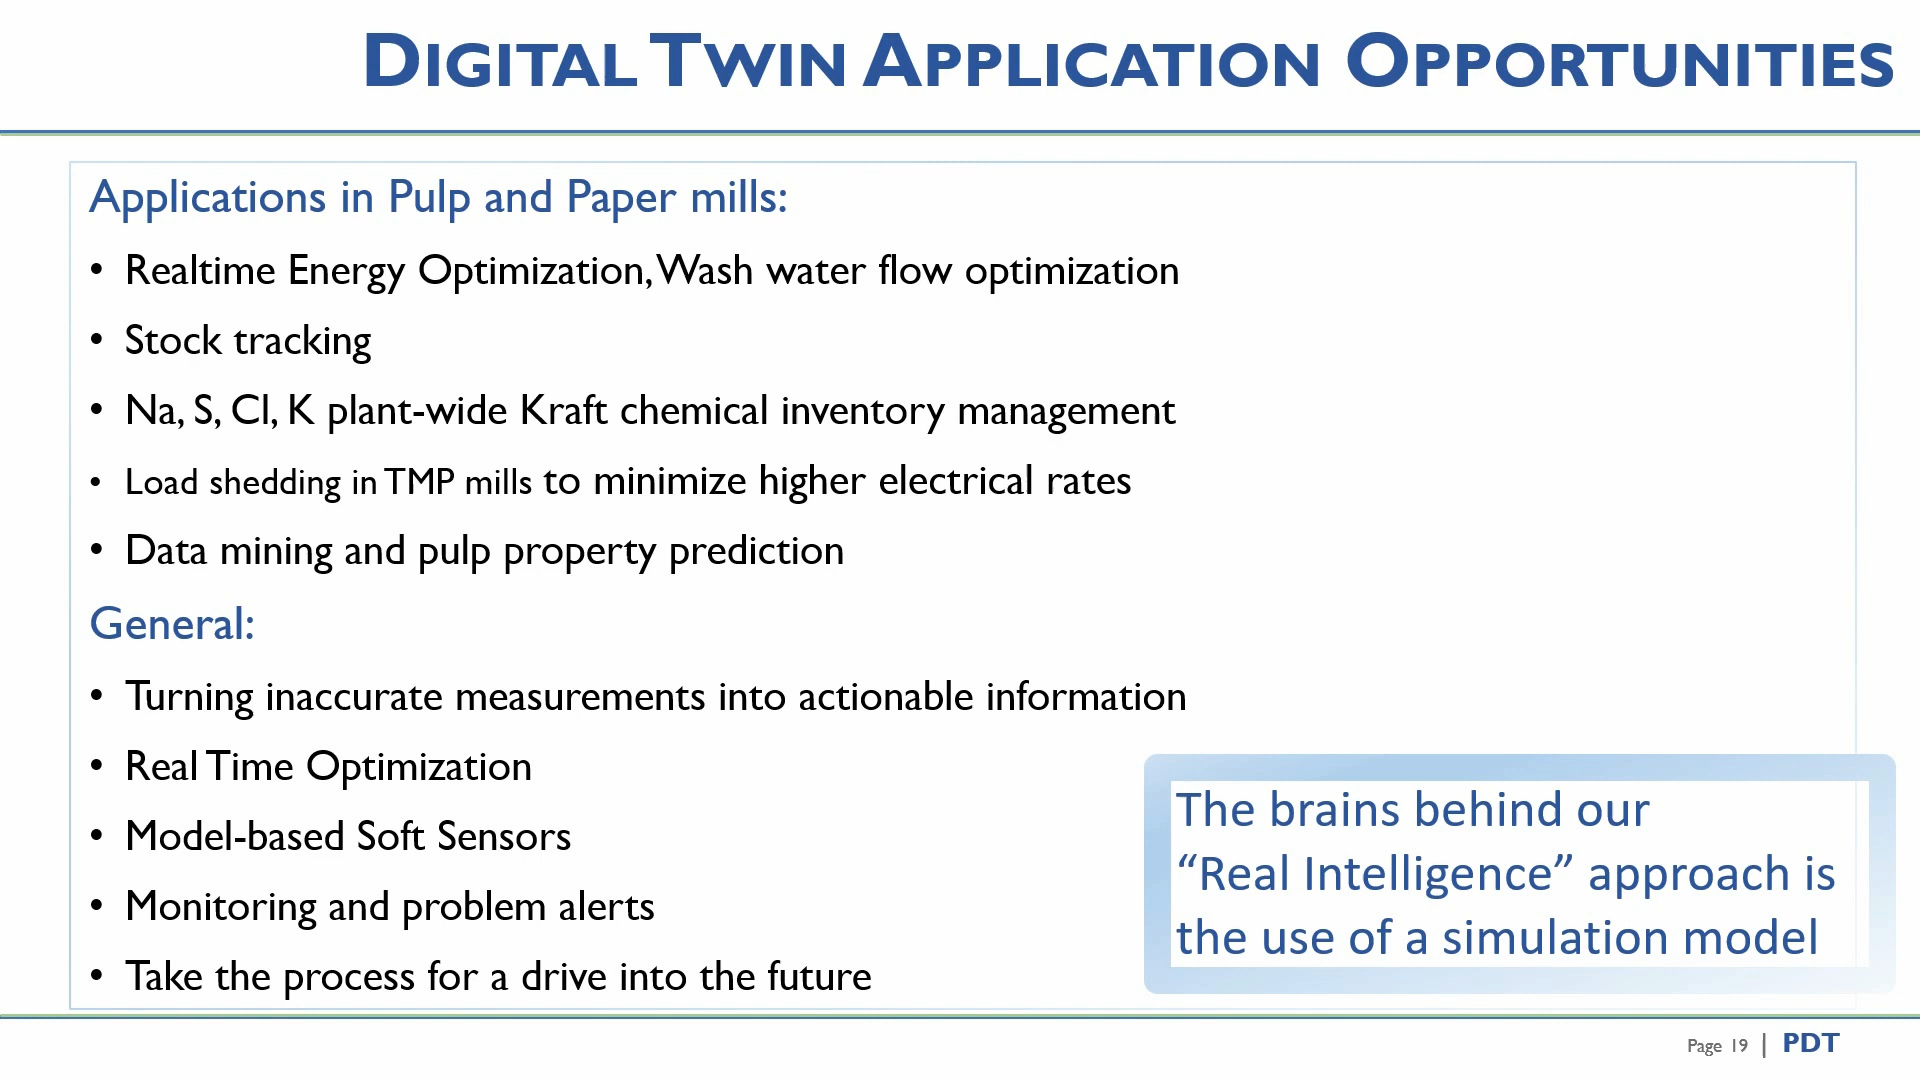 DIGITAL TWIN APPLICATION OPPORTUNITIES
Applications in Pulp and Paper mills:
• Realtime Energy Optimization, Wash water flow optimization
• Stock tracking
• Na, S, Cl, K plant-wide Kraft chemical inventory management
• Load shedding in TMP mills to minimize higher electrical rates
• Data mining and pulp property prediction
General:
• Turning inaccurate measurements into actionable information
• Real Time Optimization
• Model-based Soft Sensors
• Monitoring and problem alerts
• Take the process for a drive into the future
The brains behind our
“Real Intelligence” approach is
the use of a simulation model
Page 19 | PDT